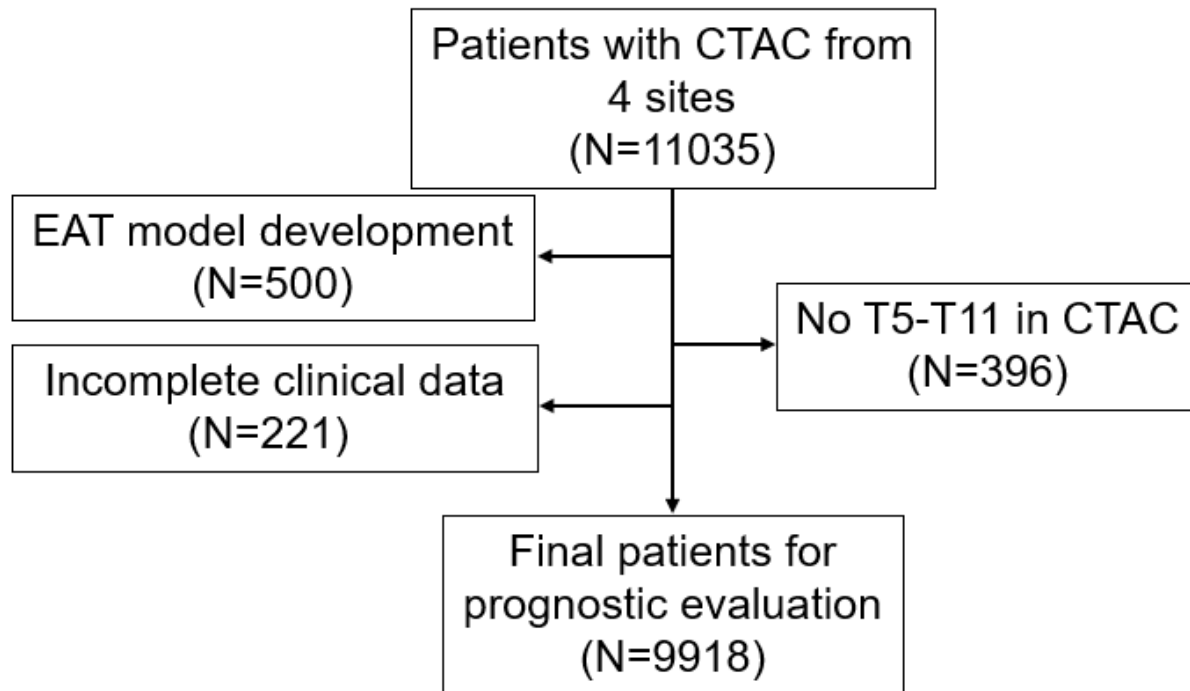 Patients with CTAC from
4 sites
(N=11035)
EAT model development
(N=500)
No T5-T11 in CTAC
(N=396)
Incomplete clinical data
(N=221)
Final patients for
prognostic evaluation
(N=9918)